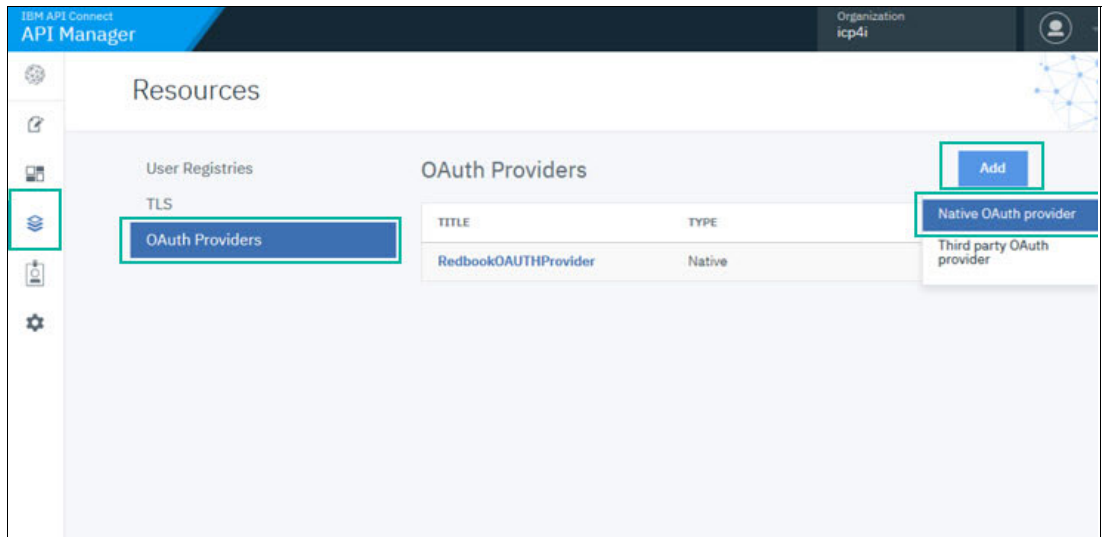 IBM API Connect
API Manager
Organization
icp4i
Resources
User Registries
TLS
OAuth Providers
OAuth Providers
Add
Native OAuth provider
Third party OAuth
provider
TITLE
TYPE
RedbookOAUTHProvider
Native